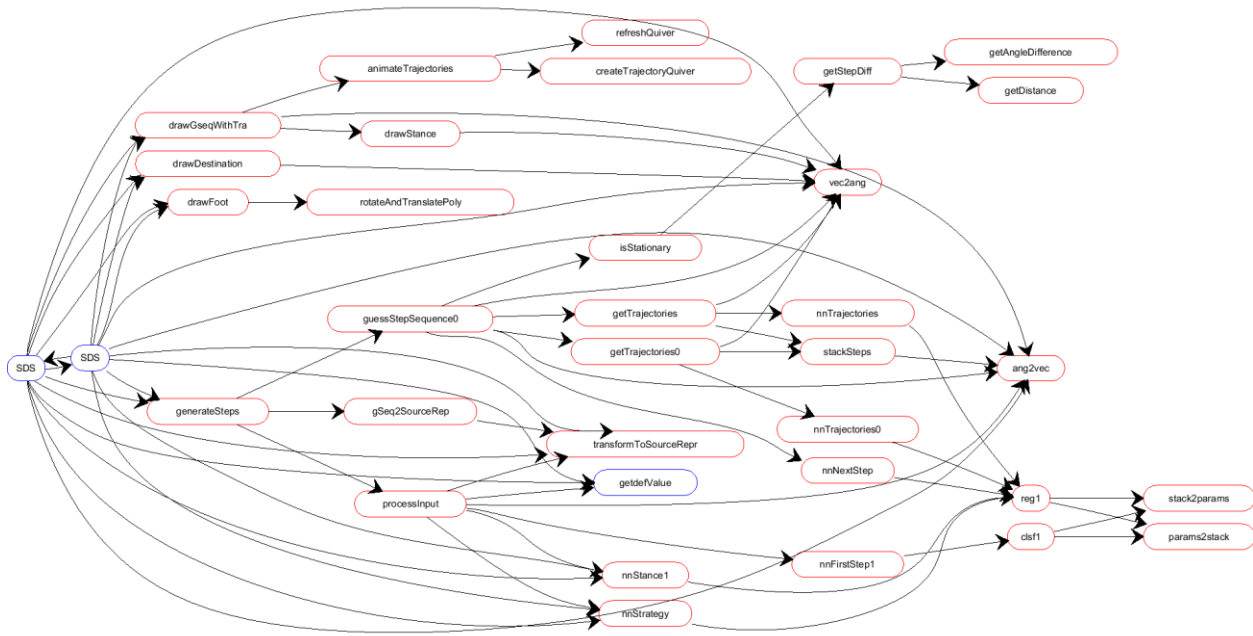 refreshQuiver
getAngleDifference
animateTrajectories
createTrajectoryQuiver
getStepDiff
getDistance
drawGseqWithTra
drawStance
drawDestination
vec2ang
drawFoot
rotateAndTranslatePoly
isStationary
guessStepSequence0
getTrajectories
nnTrajectories
getTrajectories0
stackSteps
SDS
SDS
ang2vec
generateSteps
gSeq2SourceRep
nnTrajectories0
transformToSourceRepr
nnNextStep
getdefValue
processInput
reg1
stack2params
clsf1
params2stack
nnFirstStep1
nnStance1
nnStrategy